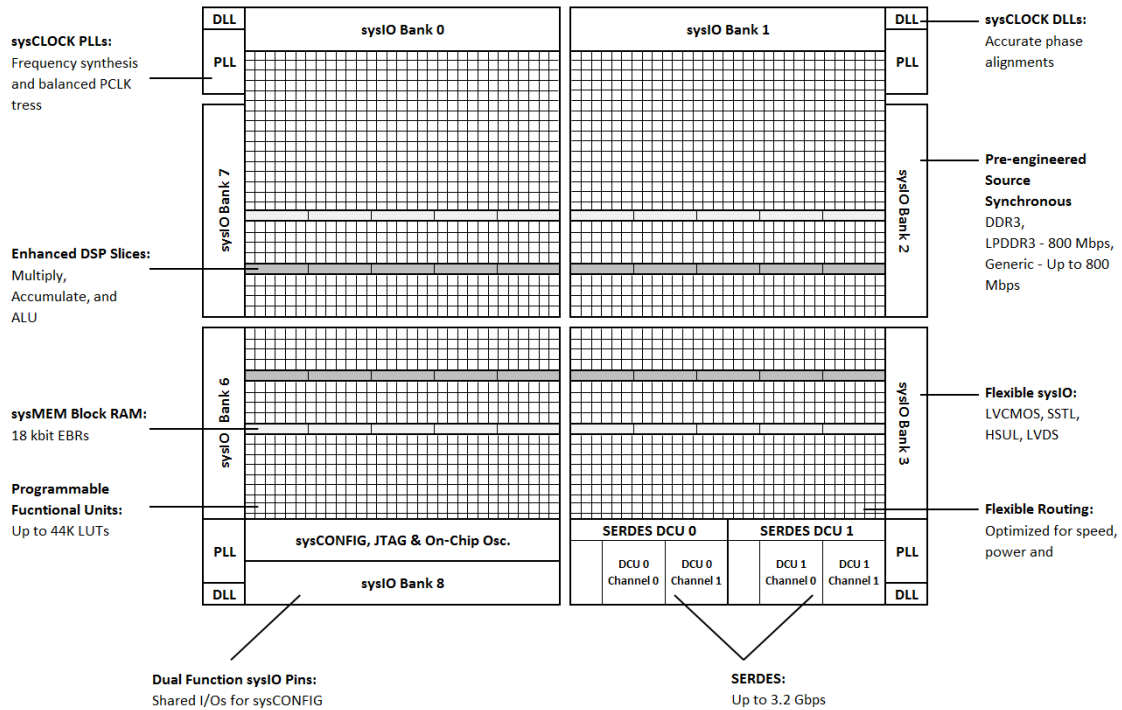 DLL
sysIO Bank 0
sysIO Bank 1
DLL
sysCLOCK DLLs:
Accurate phase
alignments
sysCLOCK PLLs:
Frequency synthesis
and balanced PCLK
tress
PLL
PLL
sysIO Bank 7
sysIO Bank 2
Pre-engineered
Source
Synchronous
DDR3,
LPDDR3 - 800 Mbps,
Generic - Up to 800
Mbps
Enhanced DSP Slices:
Multiply,
Accumulate, and
ALU
sysIO Bank 6
sysIO Bank 3
Flexible sysIO:
LVCMOS, SSTL,
HSUL, LVDS
sysMEM Block RAM:
18 kbit EBRs
Programmable
Fucntional Units:
Up to 44K LUTs
Flexible Routing:
Optimized for speed,
power and
PLL
sysCONFIG, JTAG & On-Chip Osc.
SERDES DCU 0
SERDES DCU 1
PLL
DLL
sysIO Bank 8
DCU 0
Channel 0
DCU 0
Channel 1
DCU 1
Channel 0
DCU 1
Channel 1
DLL
Dual Function sysIO Pins:
Shared I/Os for sysCONFIG
SERDES:
Up to 3.2 Gbps